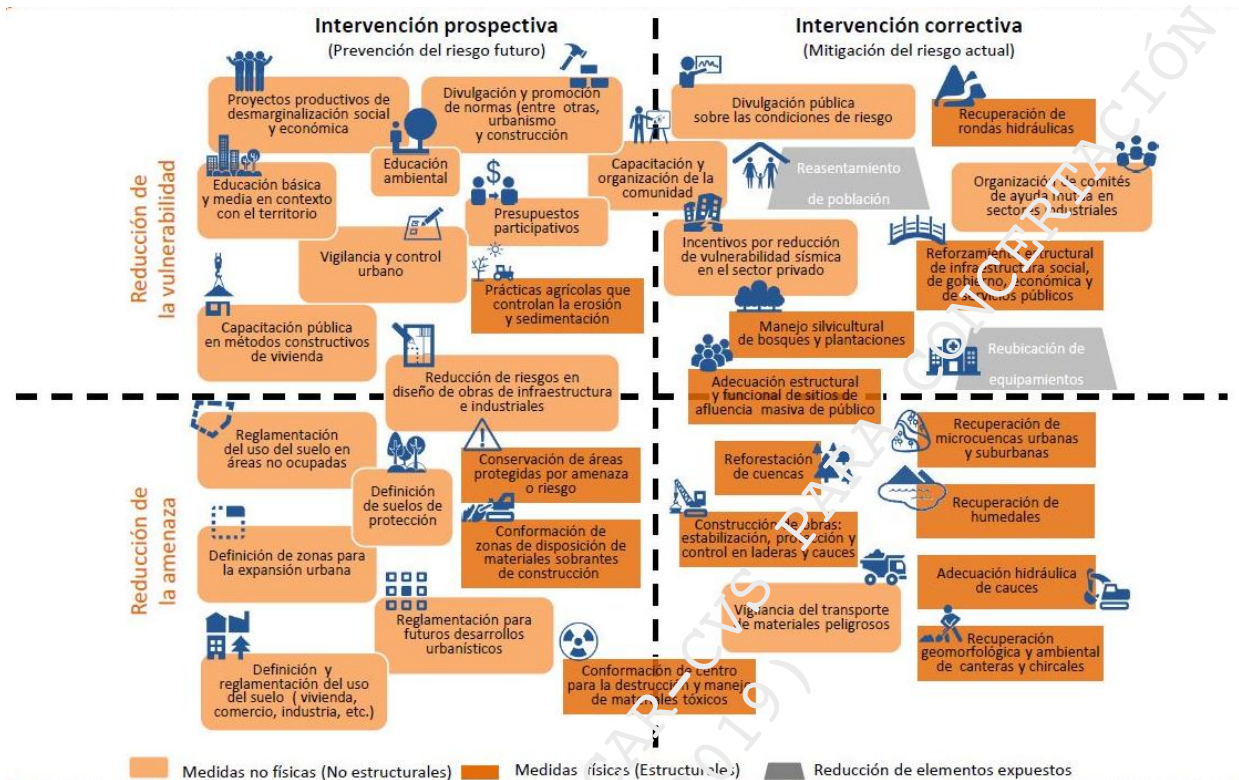 Intervención prospectiva
(Prevención del riesgo futuro)
Intervención correctiva
(Mitigación del riesgo actual)
Reducción de
la vulnerabilidad
Proyectos productivos de
desmarginalización social
y económica
Divulgación y promoción
de normas (entre otras,
urbanismo
y construcción
Educación
ambiental
Educación básica
y media en contexto
con el territorio
Presupuestos
participativos
Vigilancia y control
urbano
Prácticas agrícolas que
controlan la erosión
y sedimentación
Capacitación pública
en métodos constructivos
de vivienda
Reducción de riesgos en
diseño de obras de infraestructura
e industriales
Capacitación y
organización de la
comunidad
Divulgación pública
sobre las condiciones de
riesgo
Recuperación de
rondas hidráulicas
Reasentamiento
de población
Organización de comités
de ayuda mutua en
sectores industriales
Incentivos por reducción
de vulnerabilidad sísmica
en el sector privado
Reforzamiento estructural
de infraestructura social,
de gobierno, económica y
de servicios públicos
Manejo silvicultural
de bosques y plantaciones
Reubicación de
equipamientos
Adecuación estructural
y funcional de sitios de
afluencia masiva de público
Reducción de
la amenaza
Reglamentación
del uso del suelo en
áreas no ocupadas
Definición
de suelos de
protección
Conservación de áreas
protegidas por amenaza
o riesgo
Definición de zonas para
la expansión urbana
Conformación de
zonas de disposición de
materiales sobrantes
de construcción
Reglamentación para
futuros desarrollos
urbanísticos
Definición y
reglamentación del uso
del suelo ( vivienda,
comercio, industria, etc.)
Conformación de centro
para la destrucción y manejo
de materiales tóxicos
Reforestación
de cuencas
Recuperación de
microcuencas urbanas
y suburbanas
Recuperación de
humedales
Construcción de obras:
estabilización, protección y
control en laderas y cauces
Adecuación hidráulica
de cauces
Vigilancia del transporte
de materiales peligrosos
Recuperación
geomorfológica y ambiental
de canteras y chircales
Medidas no físicas (No estructurales)
Medidas físicas (Estructurales)
Reducción de elementos expuestos
CAR-CVS PARA CONCERTACIÓN
2019)